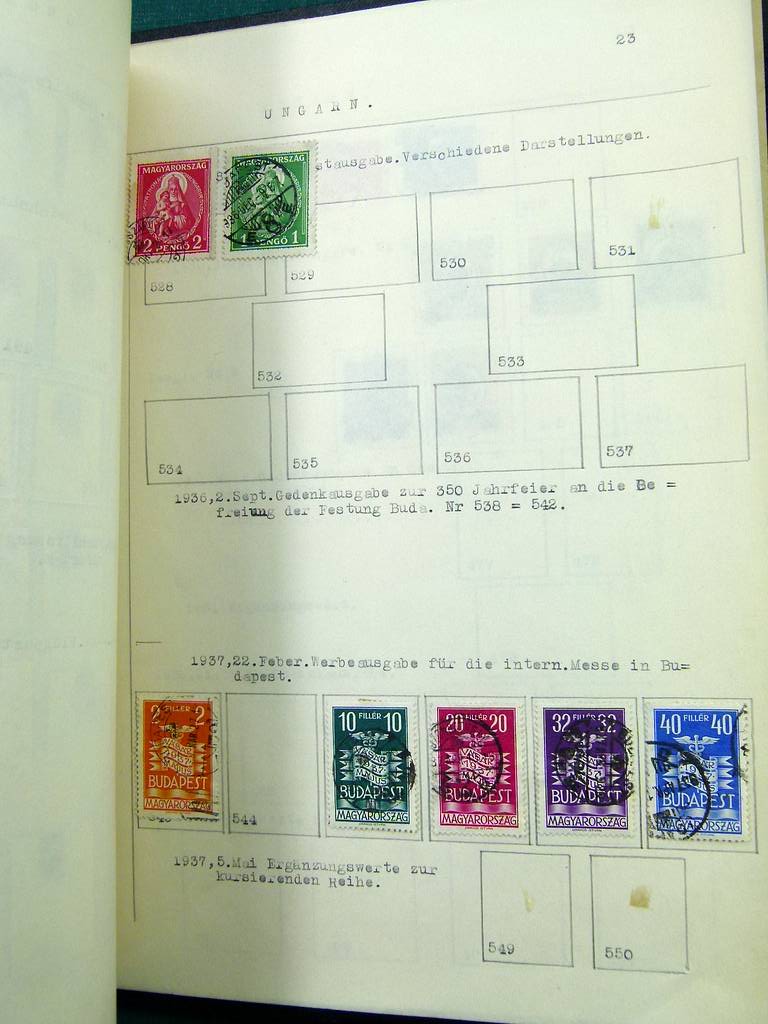 23
UNGARN.
stausgabe.Verschiedene Darstellungen.
MAGYARORSZÁG
2 PENGŐ 2
MAGYARORSZÁG
1 PENGŐ 1
528
529
530
531
532
533
534
535
536
537
1936,2.Sept.Gedenkausgabe zur 350 Jahrfeier an die Be =
freiung der Festung Buda. Nr 538 = 542.
1937,22.Feber.Werbeausgabe für die intern.Messe in Bu=
dapest.
2 FILLÉR 2
BUDAPEST
MAGYARORSZÁG
544
10 FILLÉR 10
BUDAPEST
MAGYARORSZÁG
20 FILLÉR 20
BUDAPEST
MAGYARORSZÁG
32 FILLÉR 32
BUDAPEST
MAGYARORSZÁG
40 FILLÉR 40
BUDAPEST
MAGYARORSZÁG
1937,5.Mai Ergänzungswerte zur
kursierenden Reihe.
549
550